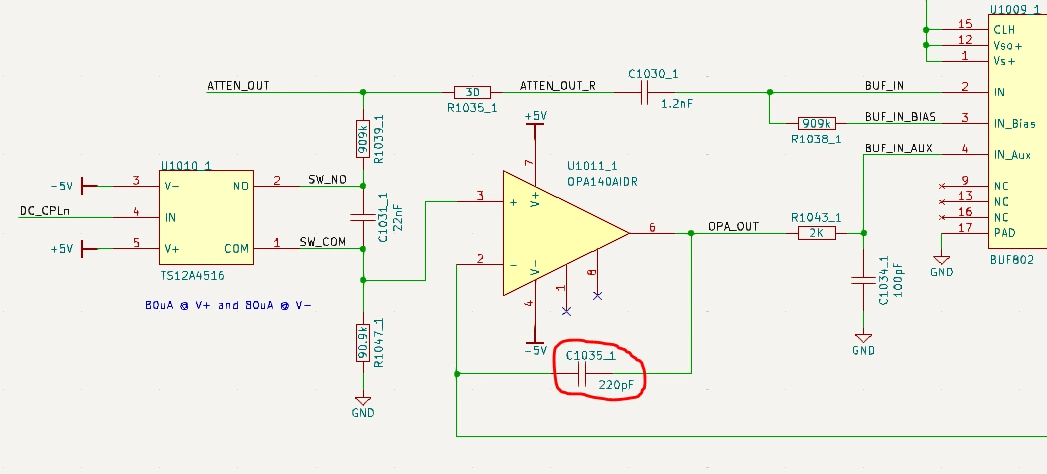 U1009_1
15 CLH
12 Vso+
1 Vs+
ATTEN_OUT
30
R1035_1
ATTEN_OUT_R
C1030_1
1.2nF
BUF_IN
2 IN
909k
R1038_1
BUF_IN_BIAS
3 IN_Bias
BUF_IN_AUX
4 IN_Aux
9 NC
13 NC
16 NC
17 PAD
GND
BUF802
909k
R1039_1
+5V
7
U1011_1
OPA140AIDR
U1010_1
-5V 3 V-
NO 2 SW_NO
DC_CPLn 4 IN
+5V 5 V+
COM 1 SW_COM
TS12A4516
C1031_1
22nF
80uA @ V+ and 80uA @ V-
3 +
V+
2 -
V-
6
OPA_OUT
R1043_1
2K
1
8
4
-5V
C1034_1
100pF
GND
90.9k
R1047_1
GND
C1035_1
220pF